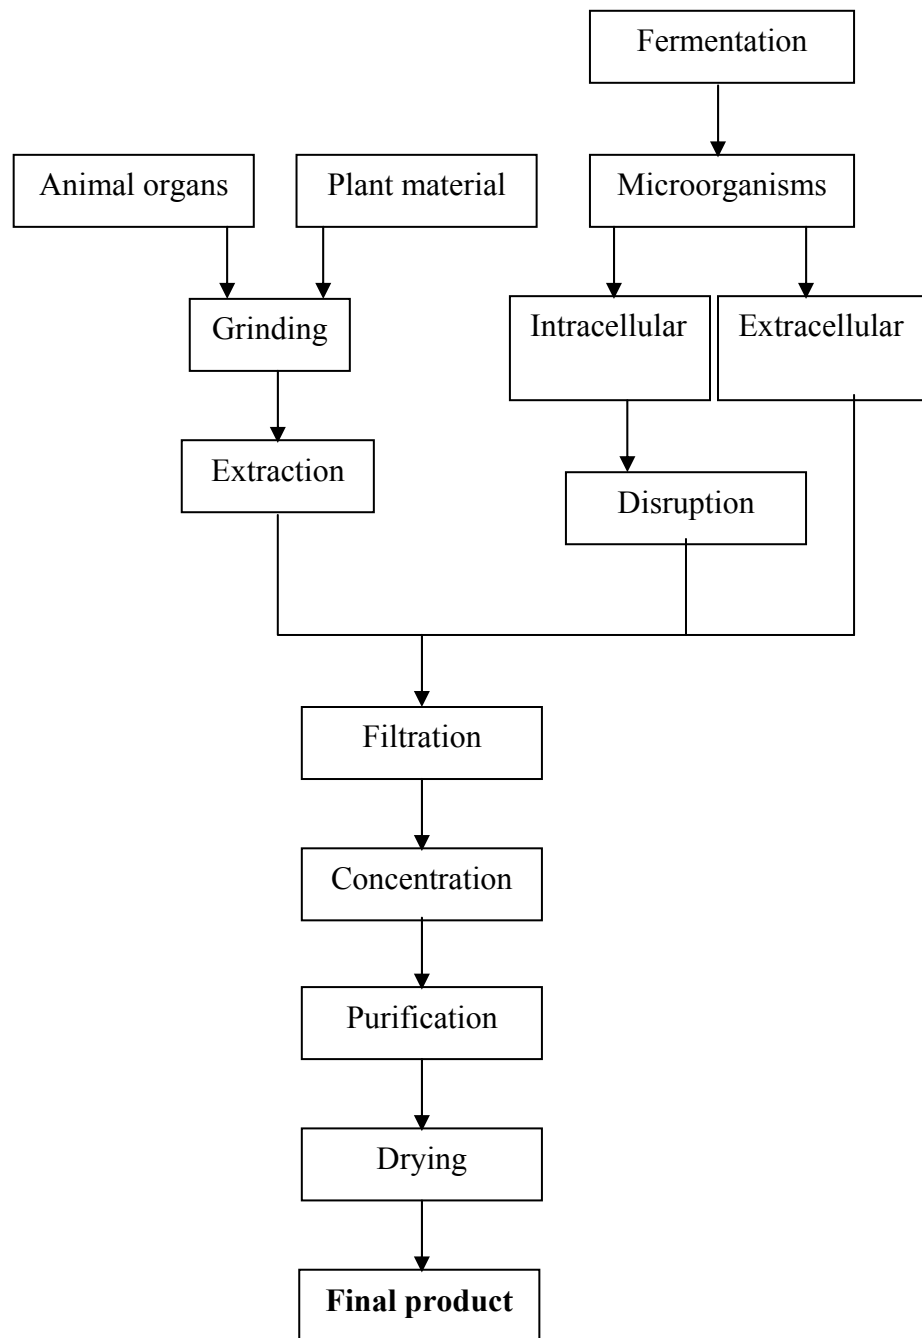 Fermentation
Animal organs
Plant material
Microorganisms
Grinding
Intracellular
Extracellular
Extraction
Disruption
Filtration
Concentration
Purification
Drying
Final product